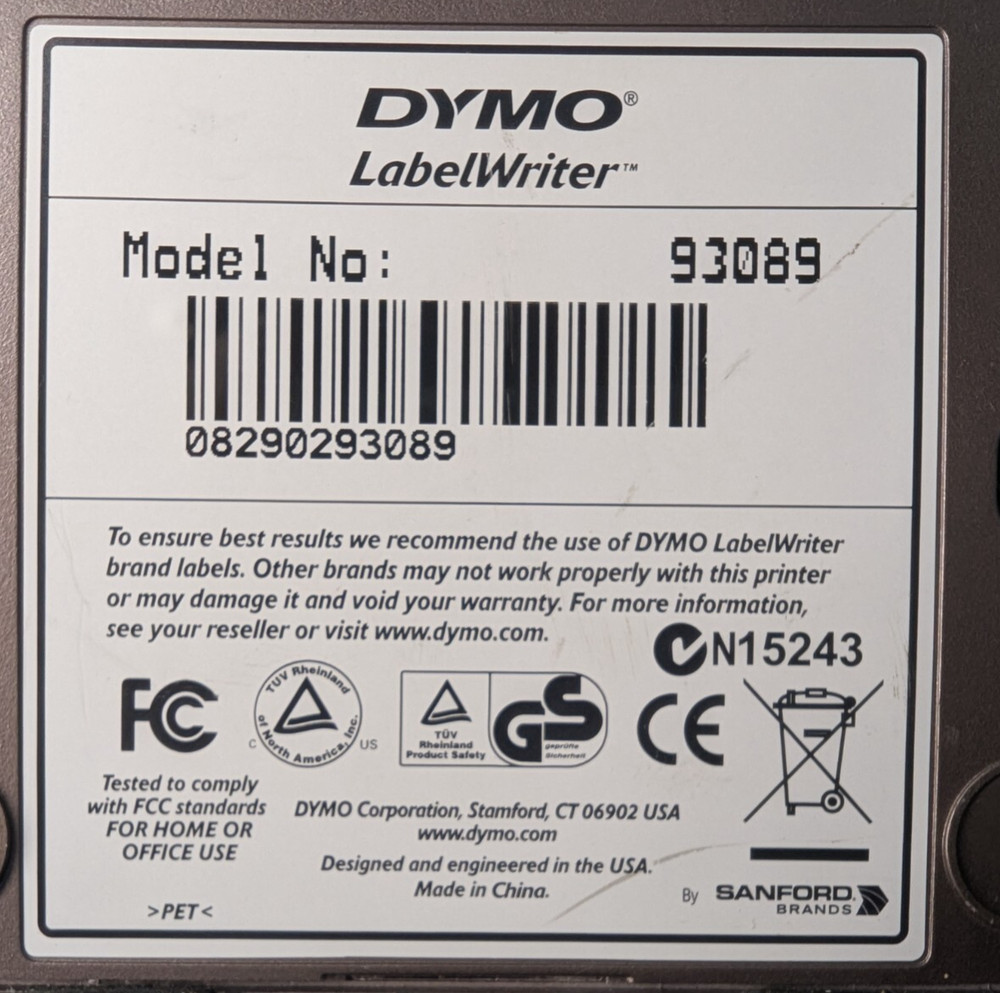 DYMO®
LabelWriter™
Model No: 93089
08290293089
To ensure best results we recommend the use of DYMO LabelWriter
brand labels. Other brands may not work properly with this printer
or may damage it and void your warranty. For more information,
see your reseller or visit www.dymo.com.
N15243
FC
TÜV Rheinland
of North America, Inc.
C US
TÜV
Rheinland
Product Safety
GS
geprüfte
Sicherheit
CE
Tested to comply
with FCC standards
FOR HOME OR
OFFICE USE
DYMO Corporation, Stamford, CT 06902 USA
www.dymo.com
Designed and engineered in the USA.
Made in China.
>PET<
By SANFORD.
BRANDS